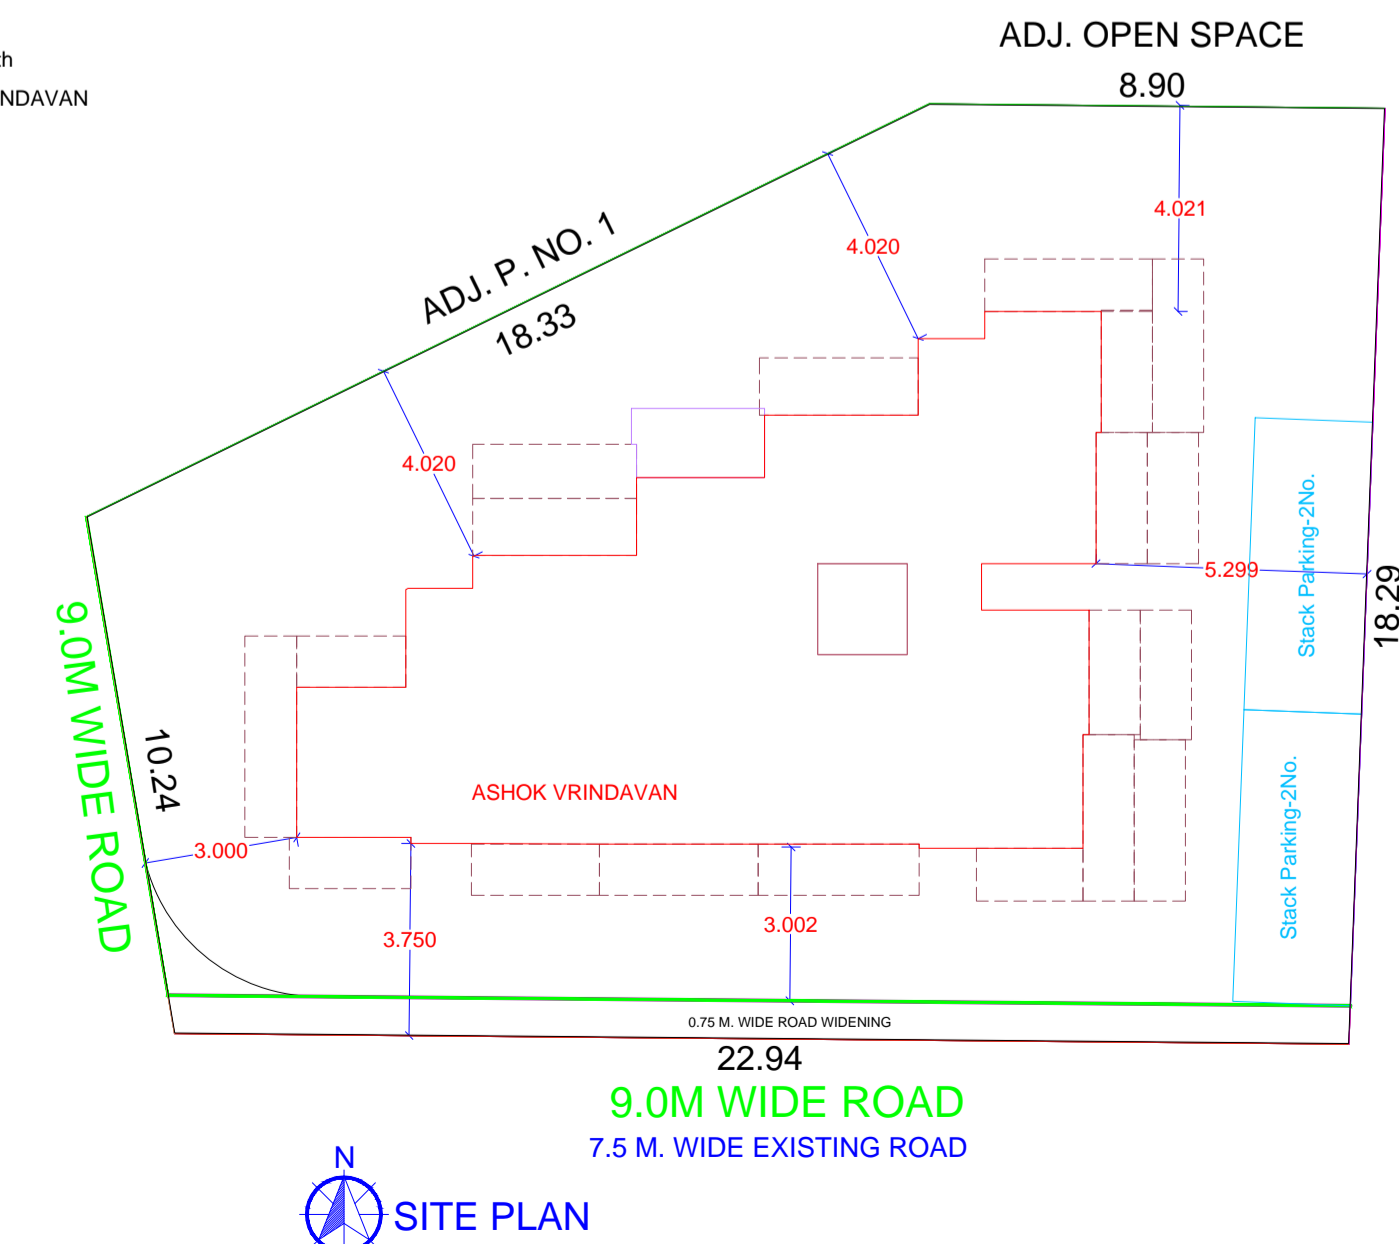 ADJ. OPEN SPACE
th
NDAVAN
8.90
4.021
4.020
ADJ. P. NO. 1
18.33
4.020
5.299
Stack Parking-2No.
18.29
9.0M WIDE ROAD
10.24
ASHOK VRINDAVAN
Stack Parking-2No.
3.000
3.750
3.002
0.75 M. WIDE ROAD WIDENING
22.94
9.0M WIDE ROAD
7.5 M. WIDE EXISTING ROAD
N
SITE PLAN